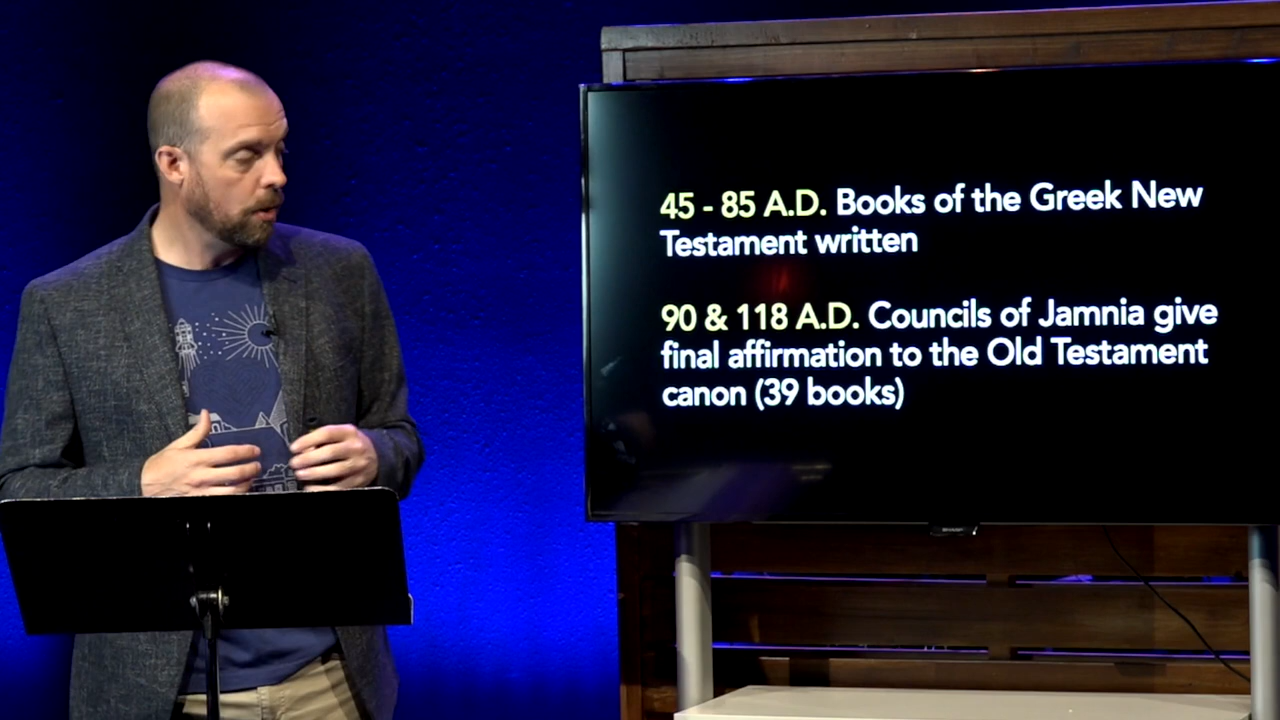 45 - 85 A.D. Books of the Greek New
Testament written
90 & 118 A.D. Councils of Jamnia give
final affirmation to the Old Testament
canon (39 books)